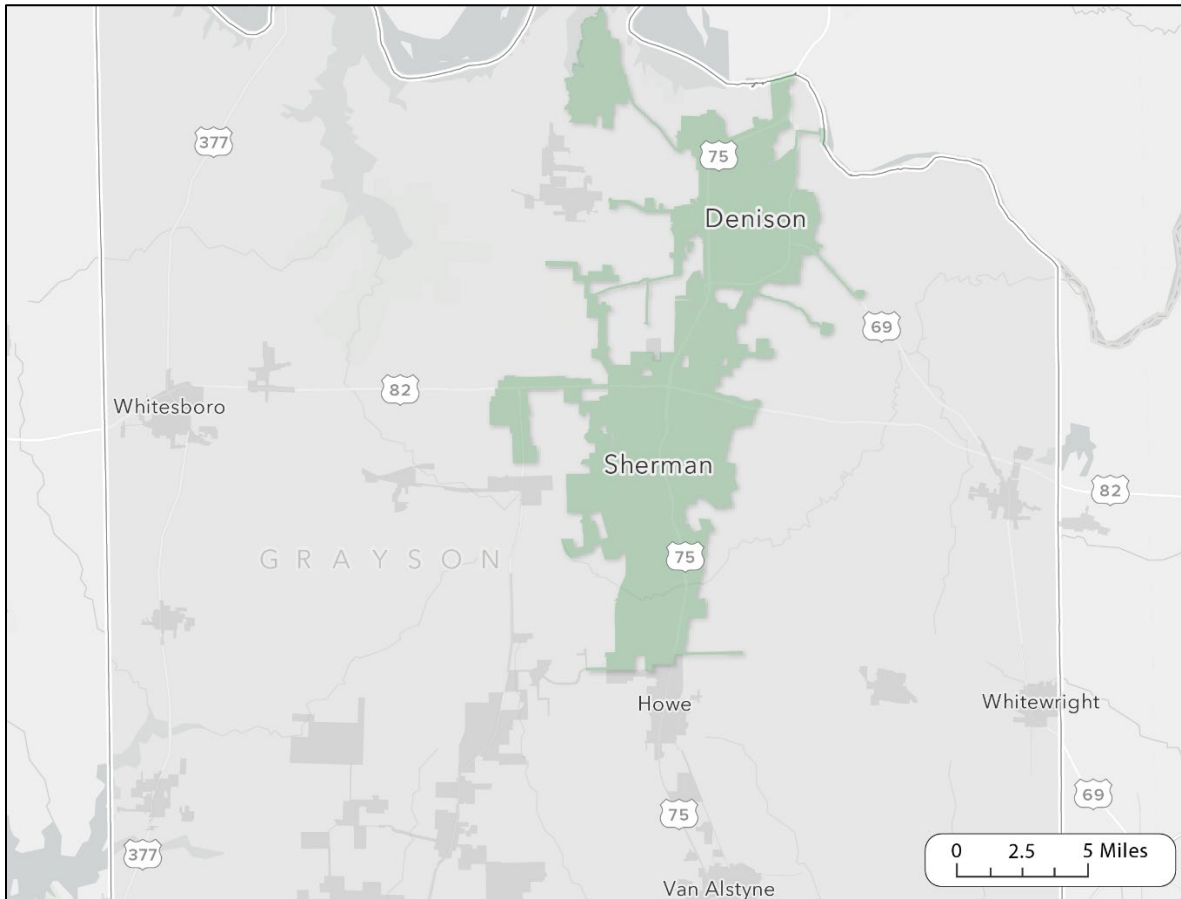 377
75
Denison
69
82
Whitesboro
Sherman
82
75
GRAYSON
Howe
Whitewright
69
75
377
0 2.5 5 Miles
Van Alstyne